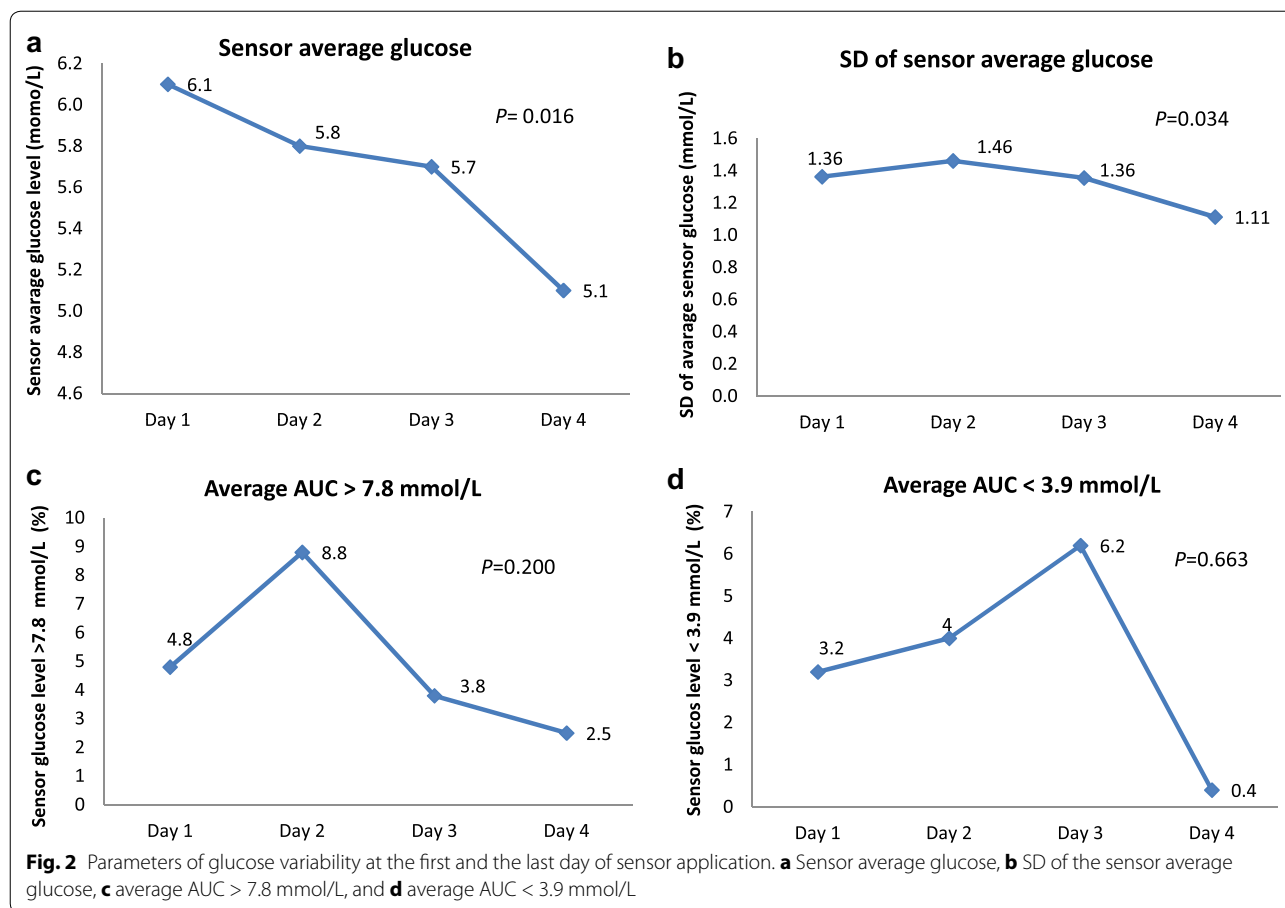 a
Sensor average glucose
Sensor avarage glucose level (momo/L)
6.2
6.0
5.8
5.6
5.4
5.2
5.0
4.8
4.6
6.1
5.8
5.7
5.1
P= 0.016
Day 1 Day 2 Day 3 Day 4
b
SD of sensor average glucose
SD of avarage sensor glucose (mmol/L)
1.6
1.4
1.2
1.0
0.8
0.6
0.4
0.2
0.0
1.36
1.46
1.36
1.11
P=0.034
Day 1 Day 2 Day 3 Day 4
c
Average AUC > 7.8 mmol/L
Sensor glucose level >7.8 mmol/L (%)
10
9
8
7
6
5
4
3
2
1
0
4.8
8.8
3.8
2.5
P=0.200
Day 1 Day 2 Day 3 Day 4
d
Average AUC < 3.9 mmol/L
Sensor glucos level < 3.9 mmol/L (%)
7
6
5
4
3
2
1
0
3.2
4
6.2
0.4
P=0.663
Day 1 Day 2 Day 3 Day 4
Fig. 2 Parameters of glucose variability at the first and the last day of sensor application. a Sensor average glucose, b SD of the sensor average
glucose, c average AUC > 7.8 mmol/L, and d average AUC < 3.9 mmol/L